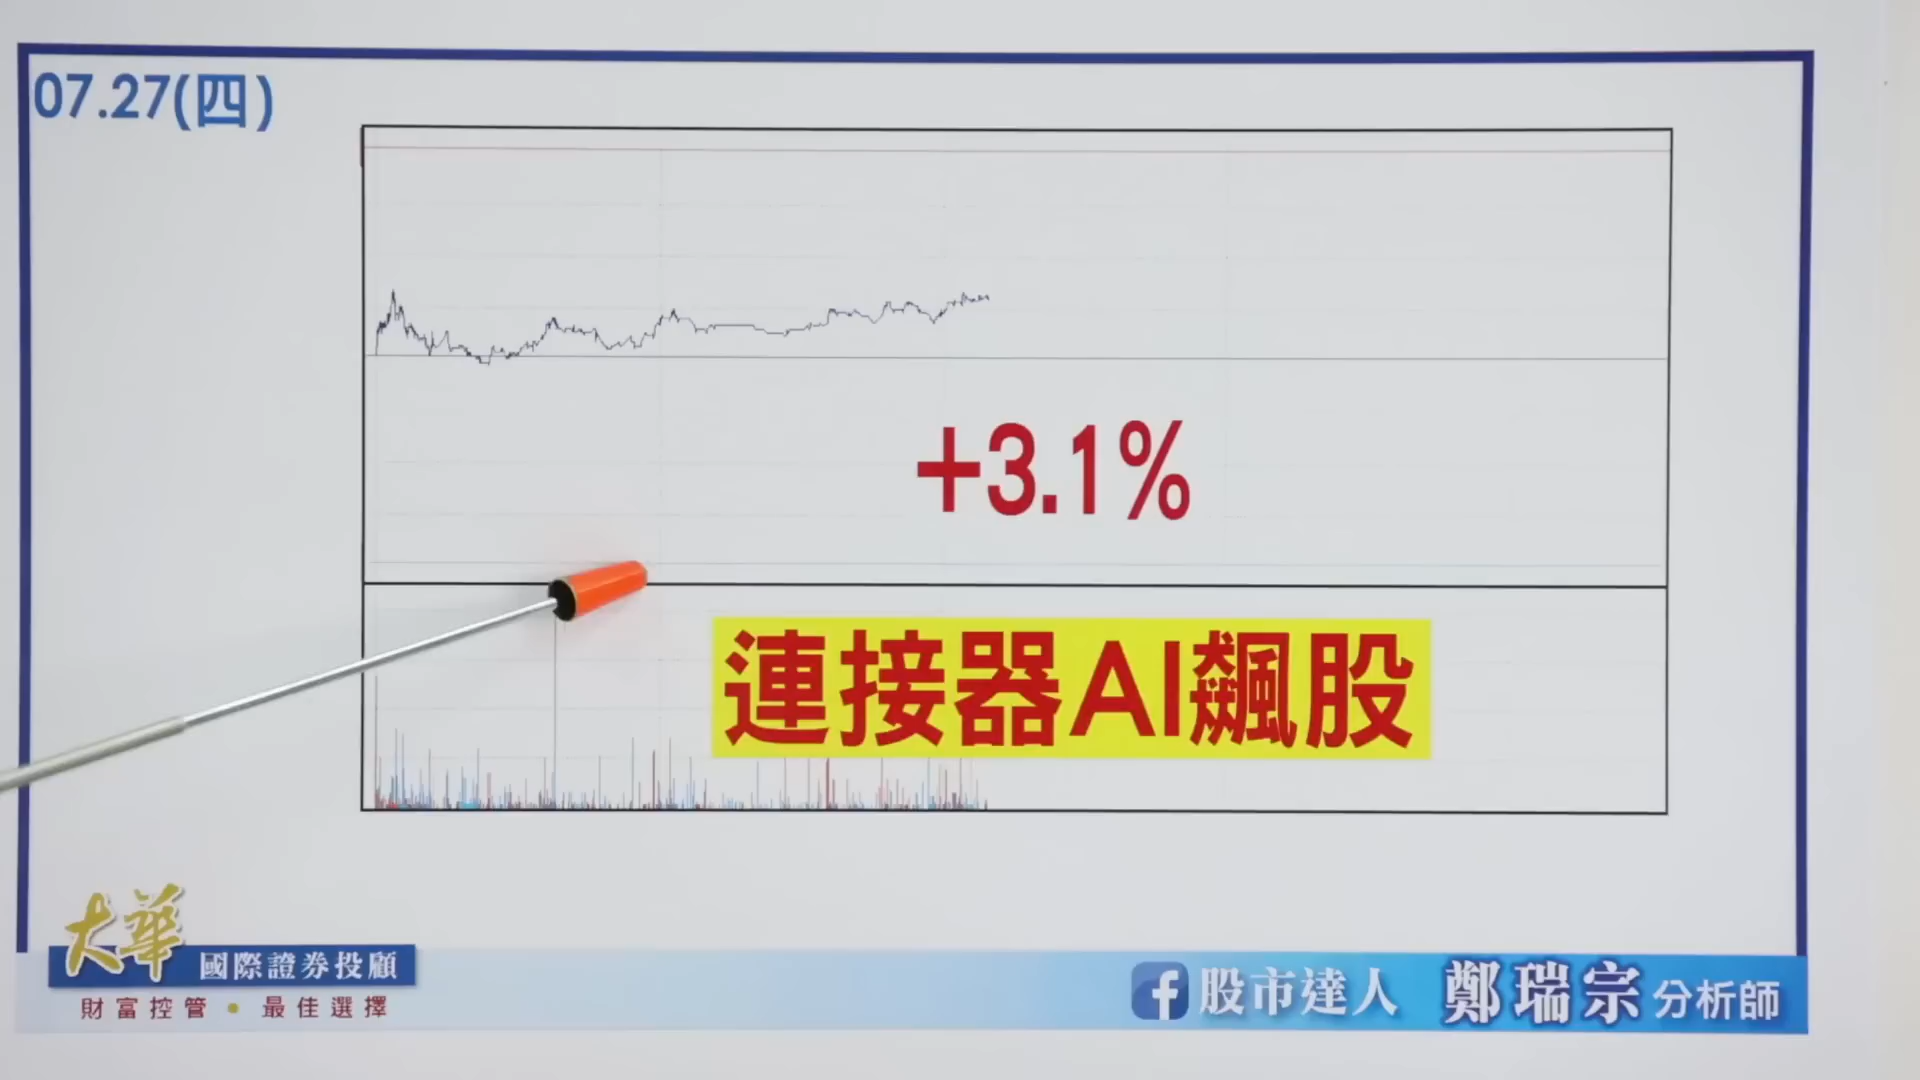 07.27(四)
+3.1%
連接器AI飆股
大華
國際證券投顧
財富控管•最佳選擇
股市達人 鄭瑞宗 分析師